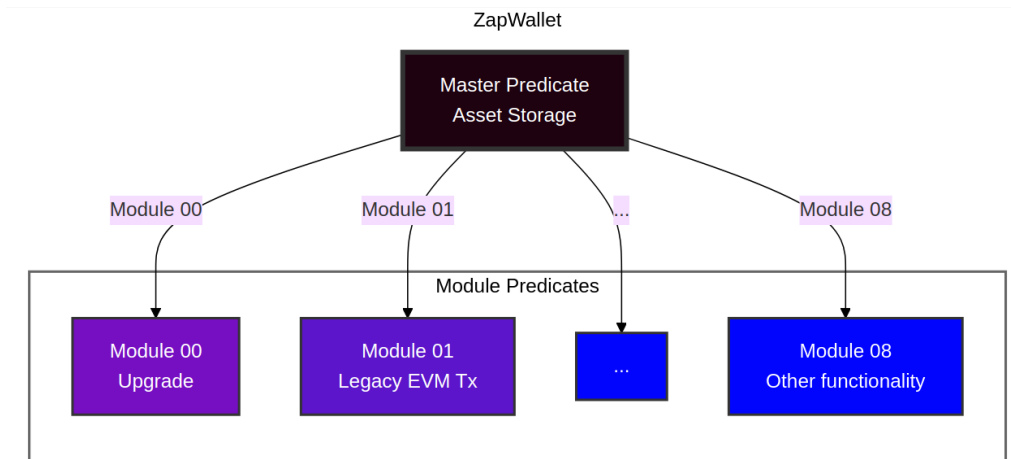 ZapWallet
Master Predicate
Asset Storage
Module 00
Module 01
...
Module 08
Module Predicates
Module 00
Upgrade
Module 01
Legacy EVM Tx
...
Module 08
Other functionality